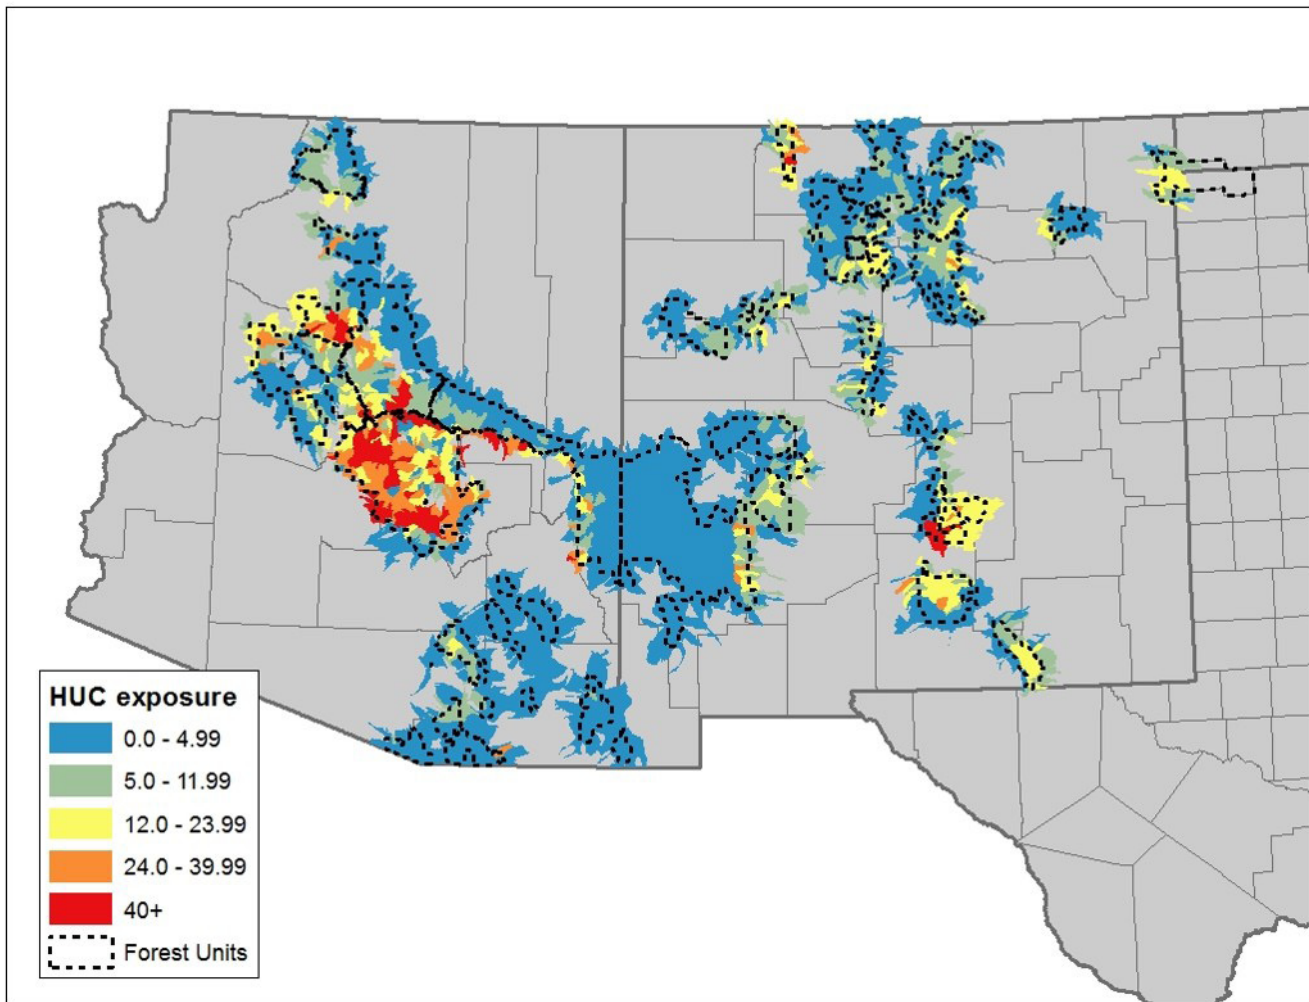 HUC exposure
0.0 - 4.99
5.0 - 11.99
12.0 - 23.99
24.0 - 39.99
40+
Forest Units